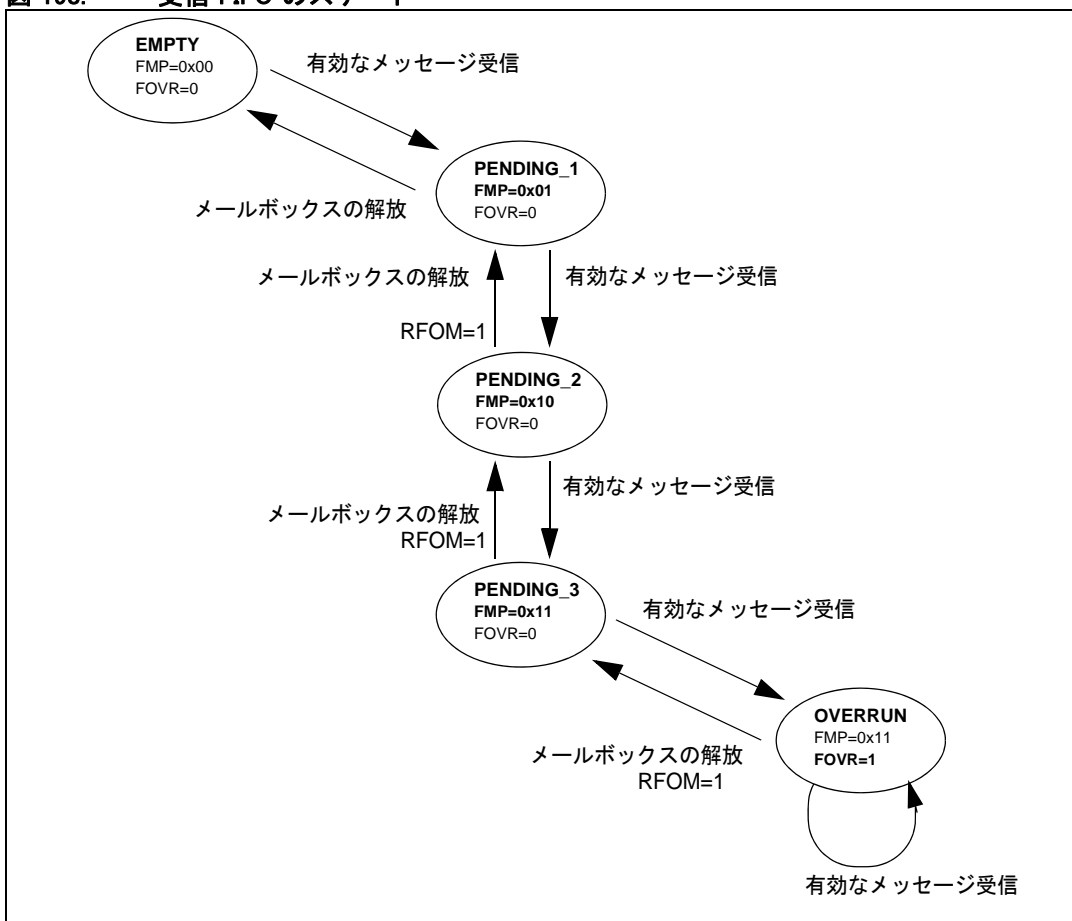 EMPTY
FMP=0x00
FOVR=0
有効なメッセージ受信
PENDING_1
FMP=0x01
FOVR=0
メールボックスの解放
メールボックスの解放
有効なメッセージ受信
RFOM=1
PENDING_2
FMP=0x10
FOVR=0
有効なメッセージ受信
メールボックスの解放
RFOM=1
PENDING_3
FMP=0x11
FOVR=0
有効なメッセージ受信
OVERRUN
FMP=0x11
FOVR=1
メールボックスの解放
RFOM=1
有効なメッセージ受信